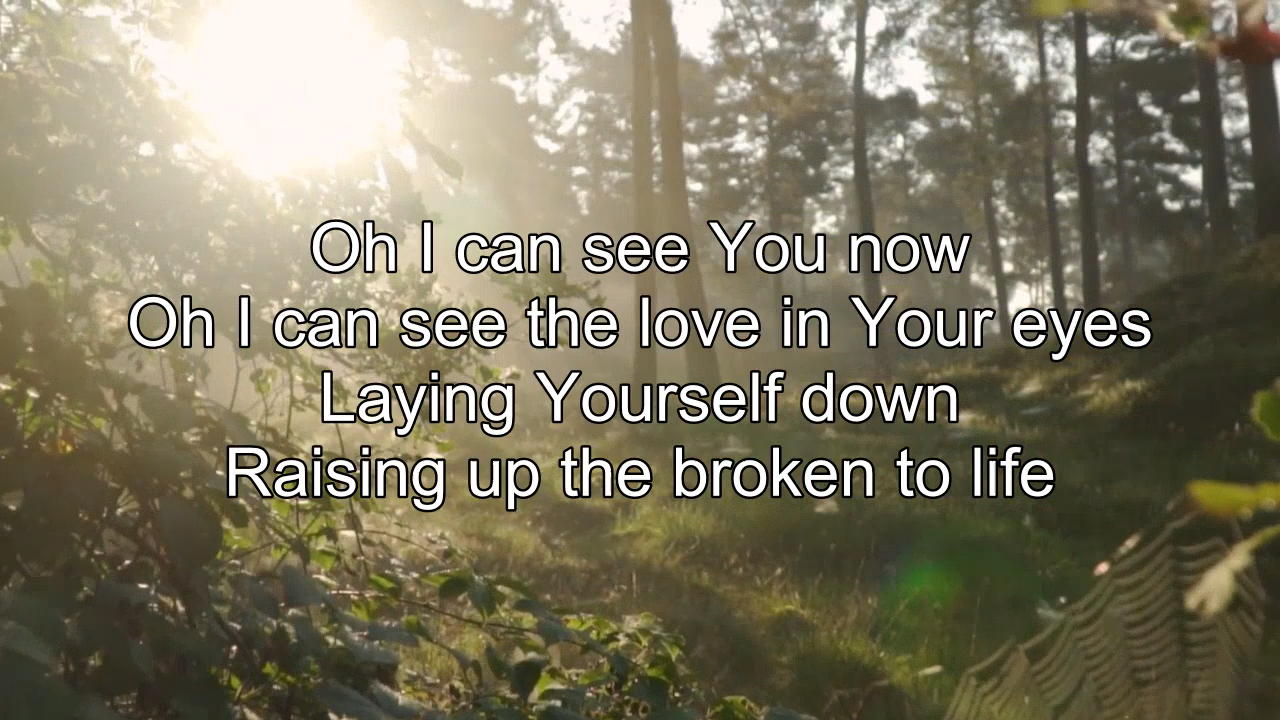 Oh I can see You now
Oh I can see the love in Your eyes
Laying Yourself down
Raising up the broken to life